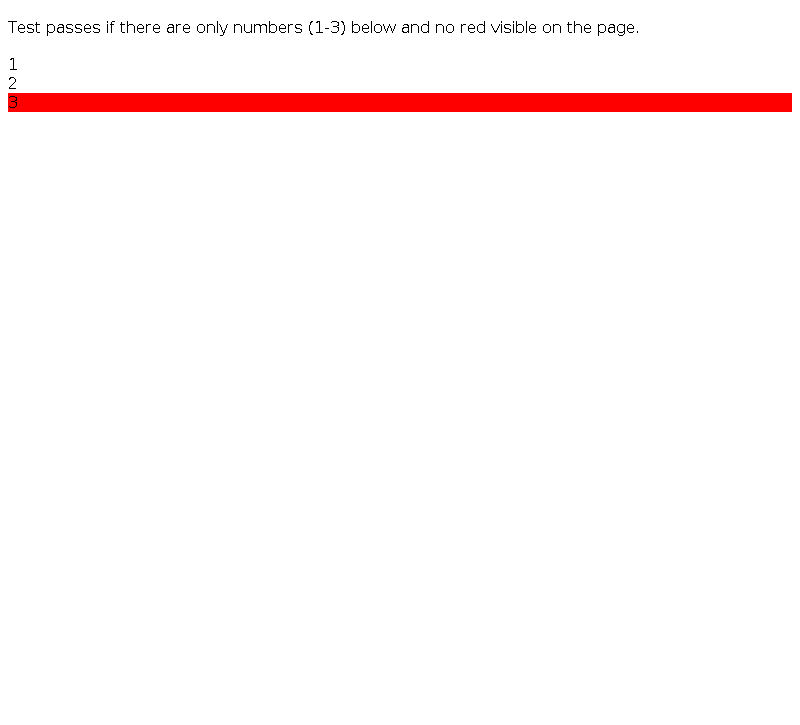 Test passes if there are only numbers (1-3) below and no red visible on the page.
1
2
3